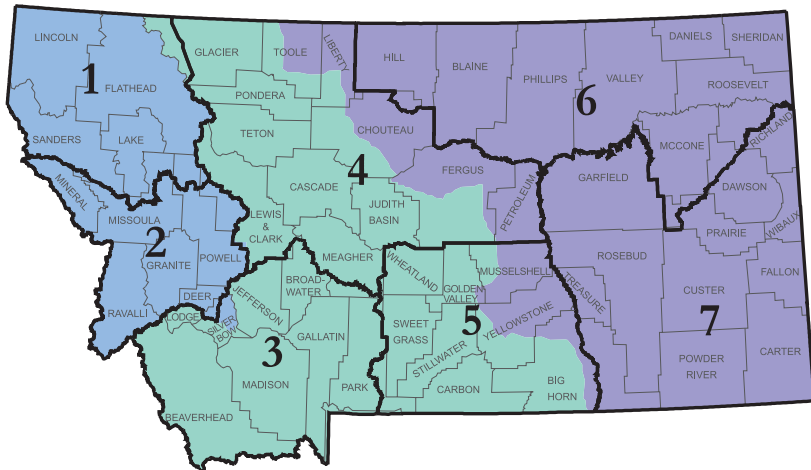 LINCOLN
FLATHEAD
1
SANDERS
LAKE
GLACIER
TOOLE
LIBERTY
PONDERA
TETON
CHOUTEAU
CASCADE
4
FERGUS
JUDITH
BASIN
PETROLEUM
LEWIS
&
CLARK
MEAGHER
HILL
BLAINE
PHILLIPS
VALLEY
DANIELS
SHERIDAN
ROOSEVELT
6
MINERAL
MISSOULA
2
GRANITE
POWELL
RAVALLI
DEER
LODGE
SILVER
BOW
JEFFERSON
BROAD-
WATER
3
GALLATIN
MADISON
PARK
BEAVERHEAD
WHEATLAND
GOLDEN
VALLEY
MUSSELSHELL
SWEET
GRASS
5
YELLOWSTONE
STILLWATER
CARBON
BIG
HORN
GARFIELD
MCCONE
RICHLAND
DAWSON
PRAIRIE
WIBAUX
ROSEBUD
TREASURE
CUSTER
FALLON
7
POWDER
RIVER
CARTER